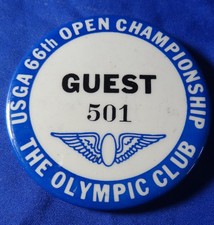 USGA 66th OPEN CHAMPIONSHIP
GUEST
501
THE OLYMPIC CLUB